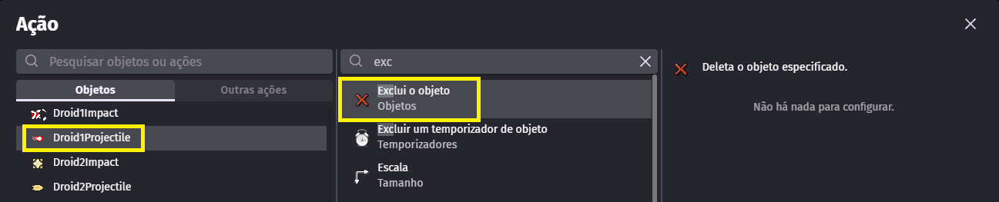 Ação
Pesquisar objetos ou ações
Objetos
Outras ações
Droid1Impact
Droid1Projectile
Droid2Impact
Droid2Projectile
exc
Exclui o objeto
Objetos
Excluir um temporizador de objeto
Temporizadores
Escala
Tamanho
Deleta o objeto especificado.
Não há nada para configurar.